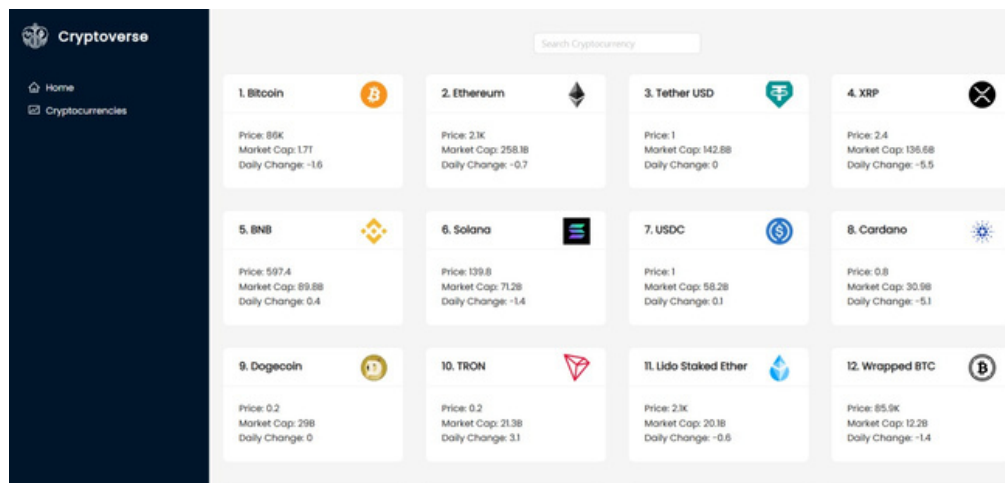 Cryptoverse
Home
Cryptocurrencies
Search Cryptocurrency
1. Bitcoin
Price: 86K
Market Cap: 1.7T
Daily Change: -1.6
2. Ethereum
Price: 2.1K
Market Cap: 258.1B
Daily Change: -0.7
3. Tether USD
Price: 1
Market Cap: 142.8B
Daily Change: 0
4. XRP
Price: 2.4
Market Cap: 136.6B
Daily Change: -5.5
5. BNB
Price: 597.4
Market Cap: 89.8B
Daily Change: 0.4
6. Solana
Price: 139.8
Market Cap: 71.2B
Daily Change: -1.4
7. USDC
Price: 1
Market Cap: 58.2B
Daily Change: 0.1
8. Cardano
Price: 0.8
Market Cap: 30.9B
Daily Change: -5.1
9. Dogecoin
Price: 0.2
Market Cap: 29B
Daily Change: 0
10. TRON
Price: 0.2
Market Cap: 21.3B
Daily Change: 3.1
11. Lido Staked Ether
Price: 2.1K
Market Cap: 20.1B
Daily Change: -0.6
12. Wrapped BTC
Price: 85.9K
Market Cap: 12.2B
Daily Change: -1.4